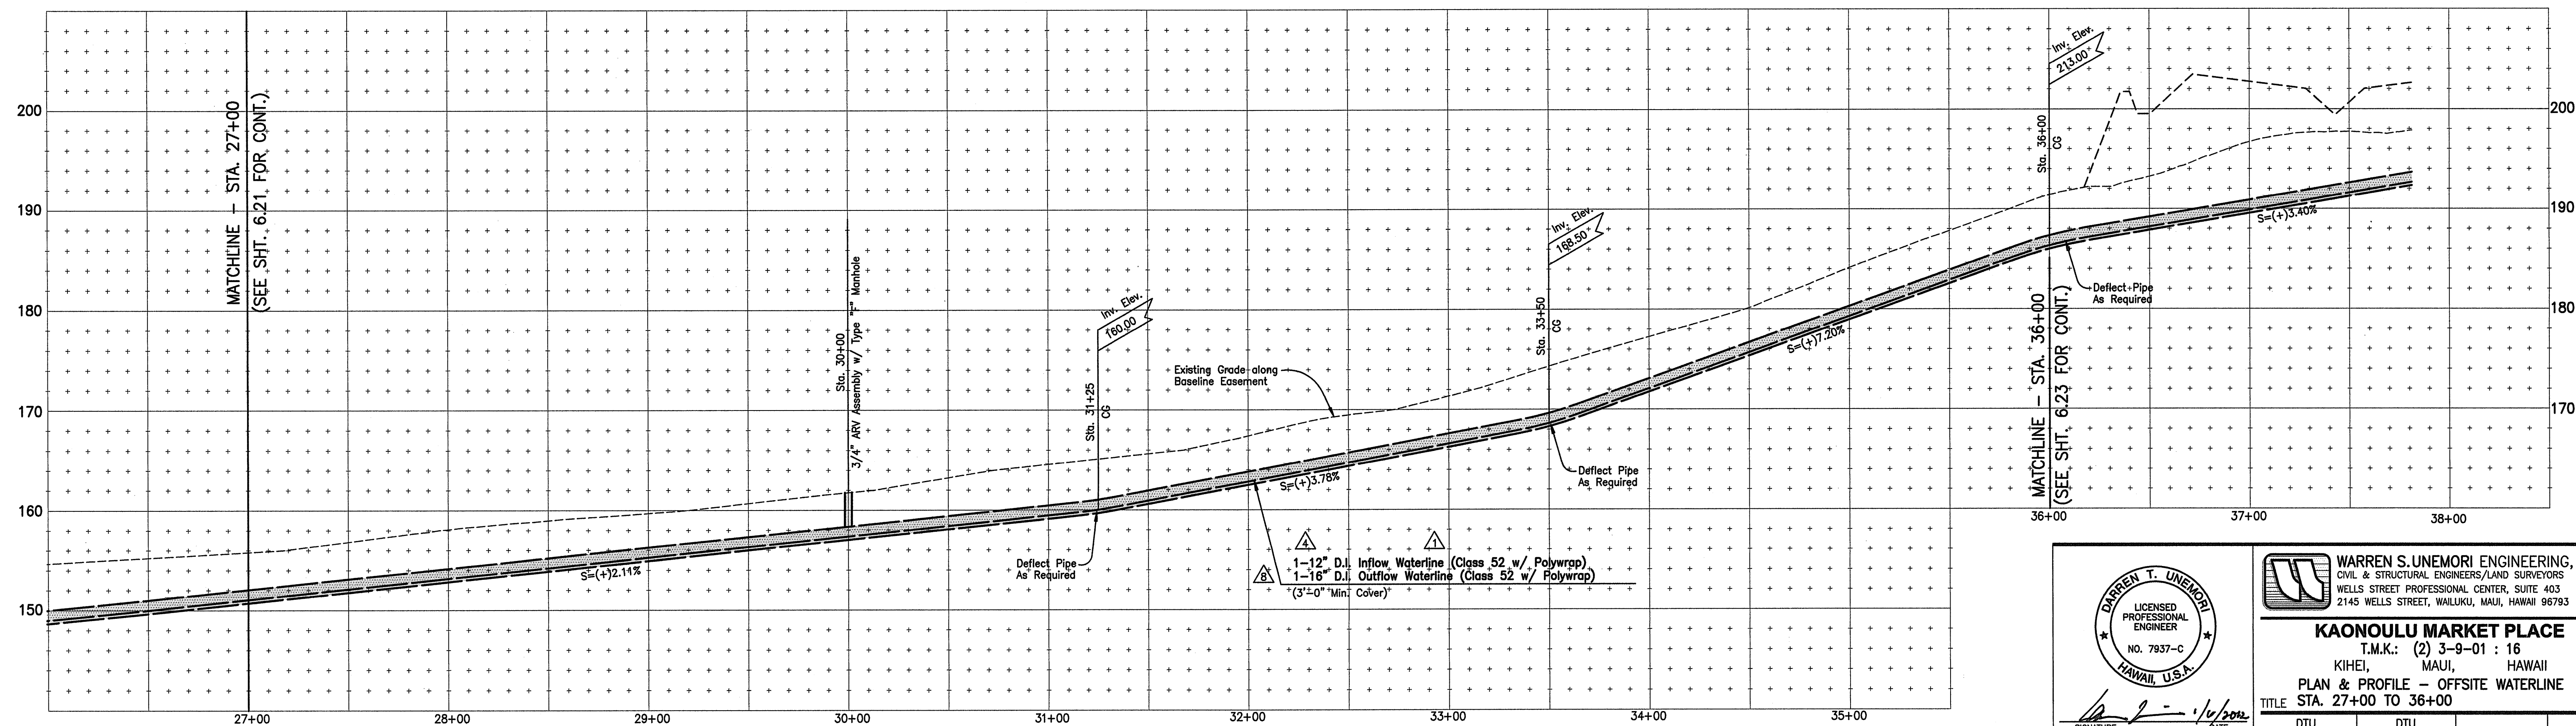 200
190
180
170
160
150
MATCHLINE – STA. 27+00
(SEE SHT. 6.21 FOR CONT.)
S=(+)2.11%
Sta. 30+00
3/4" ARV Assembly w/ Type "F" Manhole
Inv. Elev.
160.00
Sta. 31+25
CG
Deflect Pipe
As Required
Existing Grade along
Baseline Easement
S=(+)3.78%
4
1
8
1–12" D.I. Inflow Waterline (Class 52 w/ Polywrap)
1–16" D.I. Outflow Waterline (Class 52 w/ Polywrap)
(3'–0" Min. Cover)
Inv. Elev.
168.50
Sta. 33+50
CG
Deflect Pipe
As Required
S=(+)7.20%
Inv. Elev.
213.00
Sta. 36+00
CG
MATCHLINE – STA. 36+00
(SEE SHT. 6.23 FOR CONT.)
Deflect Pipe
As Required
S=(+)3.40%
200
190
180
170
36+00
37+00
38+00
27+00
28+00
29+00
30+00
31+00
32+00
33+00
34+00
35+00
DARREN T. UNEMORI
LICENSED
PROFESSIONAL
ENGINEER
NO. 7937-C
HAWAII, U.S.A.
1/4/2012
SIGNATURE
DATE
WARREN S. UNEMORI ENGINEERING,
CIVIL & STRUCTURAL ENGINEERS/LAND SURVEYORS
WELLS STREET PROFESSIONAL CENTER, SUITE 403
2145 WELLS STREET, WAILUKU, MAUI, HAWAII 96793
KAONOULU MARKET PLACE
T.M.K.: (2) 3-9-01 : 16
KIHEI, MAUI, HAWAII
PLAN & PROFILE – OFFSITE WATERLINE
TITLE STA. 27+00 TO 36+00
DTU
DTU